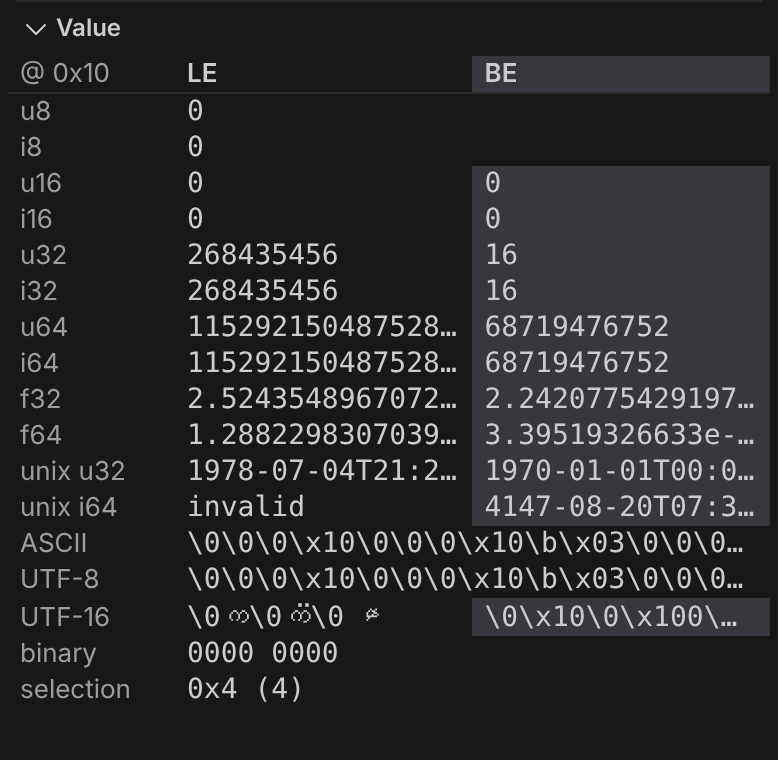 Value
@ 0x10 LE BE
u8 0
i8 0
u16 0 0
i16 0 0
u32 268435456 16
i32 268435456 16
u64 115292150487528… 68719476752
i64 115292150487528… 68719476752
f32 2.5243548967072… 2.2420775429197…
f64 1.2882298307039… 3.39519326633e-…
unix u32 1978-07-04T21:2… 1970-01-01T00:0…
unix i64 invalid 4147-08-20T07:3…
ASCII \0\0\0\x10\0\0\0\x10\b\x03\0\0\0…
UTF-8 \0\0\0\x10\0\0\0\x10\b\x03\0\0\0…
UTF-16 \0က\0 \0 \0\x10\0\x100\…
binary 0000 0000
selection 0x4 (4)